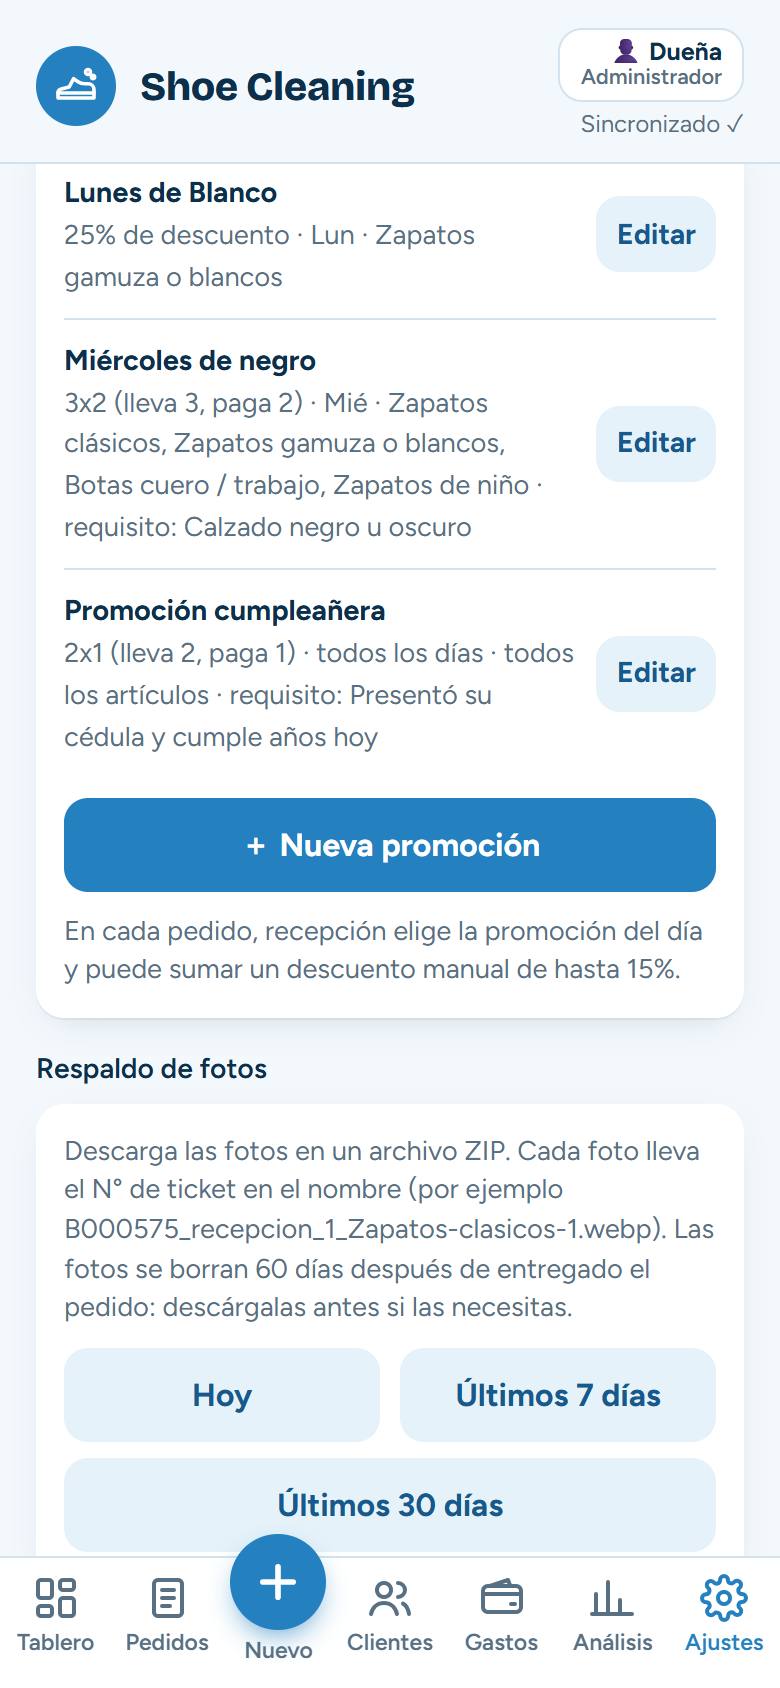 Shoe Cleaning
Dueña
Administrador
Sincronizado ✓
Lunes de Blanco
25% de descuento · Lun · Zapatos
gamuza o blancos
Editar
Miércoles de negro
3x2 (lleva 3, paga 2) · Mié · Zapatos
clásicos, Zapatos gamuza o blancos,
Botas cuero / trabajo, Zapatos de niño ·
requisito: Calzado negro u oscuro
Editar
Promoción cumpleañera
2x1 (lleva 2, paga 1) · todos los días · todos
los artículos · requisito: Presentó su
cédula y cumple años hoy
Editar
+ Nueva promoción
En cada pedido, recepción elige la promoción del día
y puede sumar un descuento manual de hasta 15%.
Respaldo de fotos
Descarga las fotos en un archivo ZIP. Cada foto lleva
el N° de ticket en el nombre (por ejemplo
B000575_recepcion_1_Zapatos-clasicos-1.webp). Las
fotos se borran 60 días después de entregado el
pedido: descárgalas antes si las necesitas.
Hoy
Últimos 7 días
Últimos 30 días
Tablero
Pedidos
Nuevo
Clientes
Gastos
Análisis
Ajustes